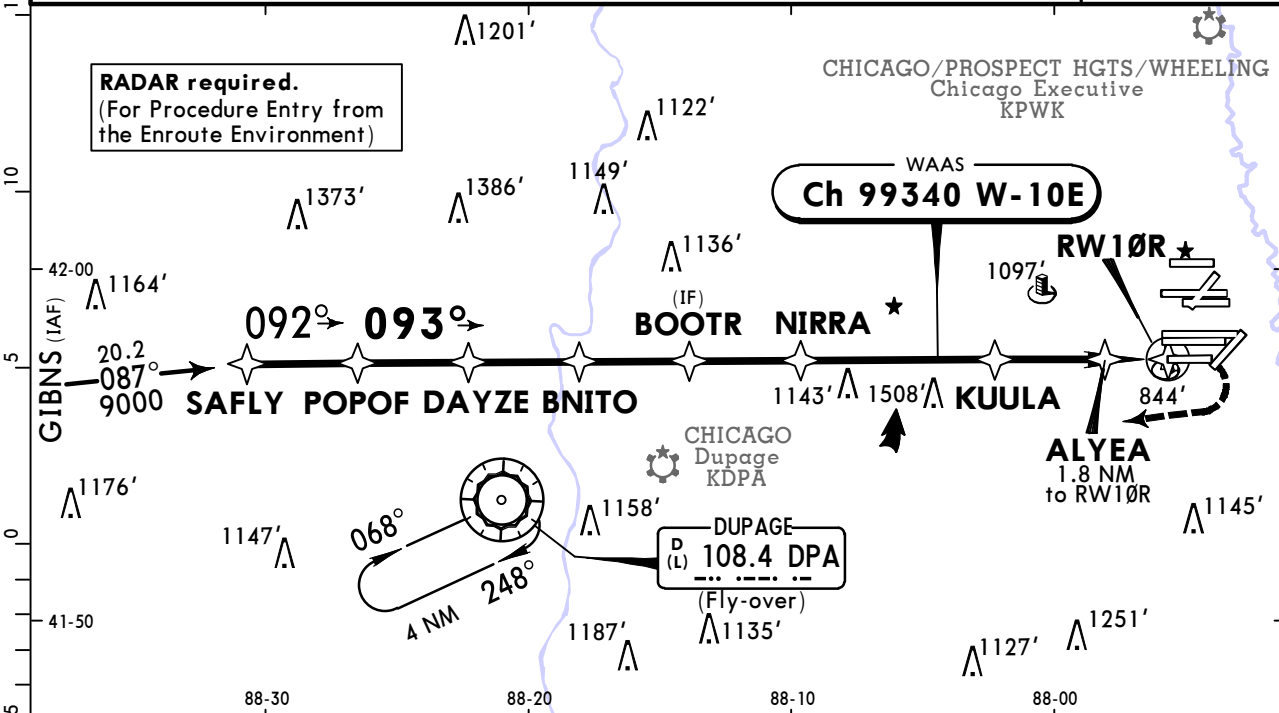 1201'
RADAR required.
(For Procedure Entry from
the Enroute Environment)
CHICAGO/PROSPECT HGTS/WHEELING
Chicago Executive
KPWK
1122'
1149'
1373'
1386'
WAAS
Ch 99340 W-10E
10
1136'
RW1ØR
1097'
42-00
1164'
(IF)
BOOTR NIRRA
092° 093°
GIBNS (IAF)
20.2
087°
9000
5
SAFLY POPOF DAYZE BNITO
1143' 1508'
KUULA
844'
ALYEA
1.8 NM
to RW1ØR
CHICAGO
Dupage
KDPA
1176'
1158'
1145'
1147'
068°
248°
4 NM
DUPAGE
D
(L) 108.4 DPA
(Fly-over)
0
41-50
1187'
1135'
1127'
1251'
5
88-30 88-20 88-10 88-00